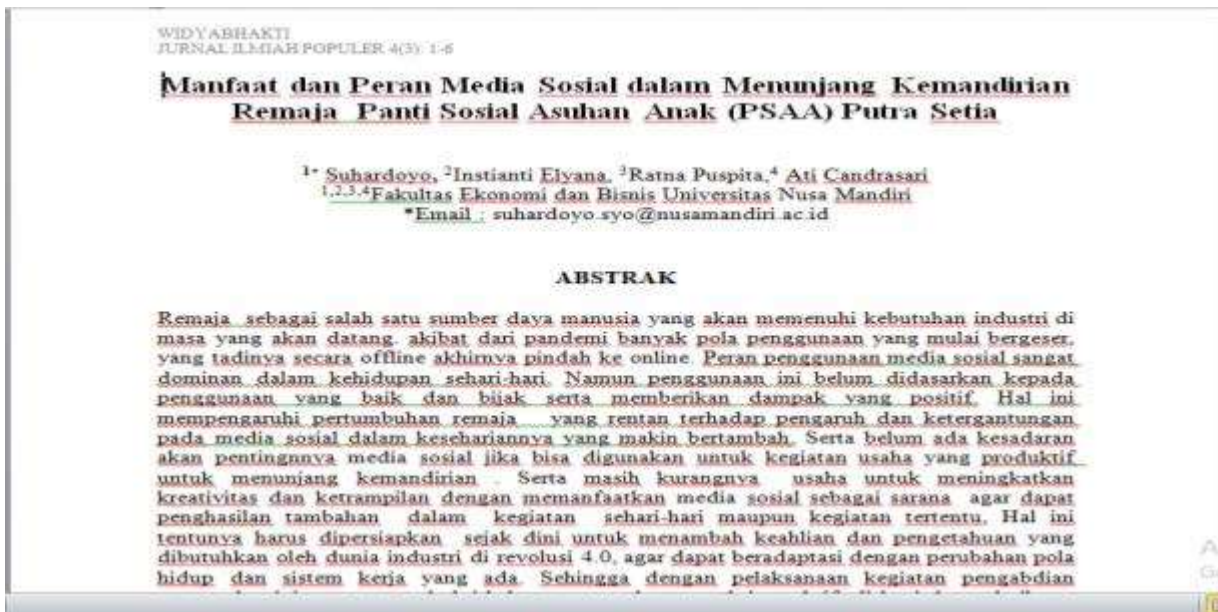 WIDYABHAKTI
JURNAL ILMIAH POPULER 4(3): 1-6
Manfaat dan Peran Media Sosial dalam Menunjang Kemandirian
Remaja Panti Sosial Asuhan Anak (PSAA) Putra Setia
1* Suhardoyo, 2Instianti Elyana, 3Ratna Puspita,4 Ati Candrasari
1,2,3,4Fakultas Ekonomi dan Bisnis Universitas Nusa Mandiri
*Email : suhardoyo.syo@nusamandiri.ac.id
ABSTRAK
Remaja sebagai salah satu sumber daya manusia yang akan memenuhi kebutuhan industri di
masa yang akan datang. akibat dari pandemi banyak pola penggunaan yang mulai bergeser,
yang tadinya secara offline akhirnya pindah ke online. Peran penggunaan media sosial sangat
dominan dalam kehidupan sehari-hari. Namun penggunaan ini belum didasarkan kepada
penggunaan yang baik dan bijak serta memberikan dampak yang positif. Hal ini
mempengaruhi pertumbuhan remaja yang rentan terhadap pengaruh dan ketergantungan
pada media sosial dalam kesehariannya yang makin bertambah. Serta belum ada kesadaran
akan pentingnnya media sosial jika bisa digunakan untuk kegiatan usaha yang produktif
untuk menunjang kemandirian . Serta masih kurangnya usaha untuk meningkatkan
kreativitas dan ketrampilan dengan memanfaatkan media sosial sebagai sarana agar dapat
penghasilan tambahan dalam kegiatan sehari-hari maupun kegiatan tertentu. Hal ini
tentunya harus dipersiapkan sejak dini untuk menambah keahlian dan pengetahuan yang
dibutuhkan oleh dunia industri di revolusi 4.0, agar dapat beradaptasi dengan perubahan pola
hidup dan sistem kerja yang ada. Sehingga dengan pelaksanaan kegiatan pengabdian